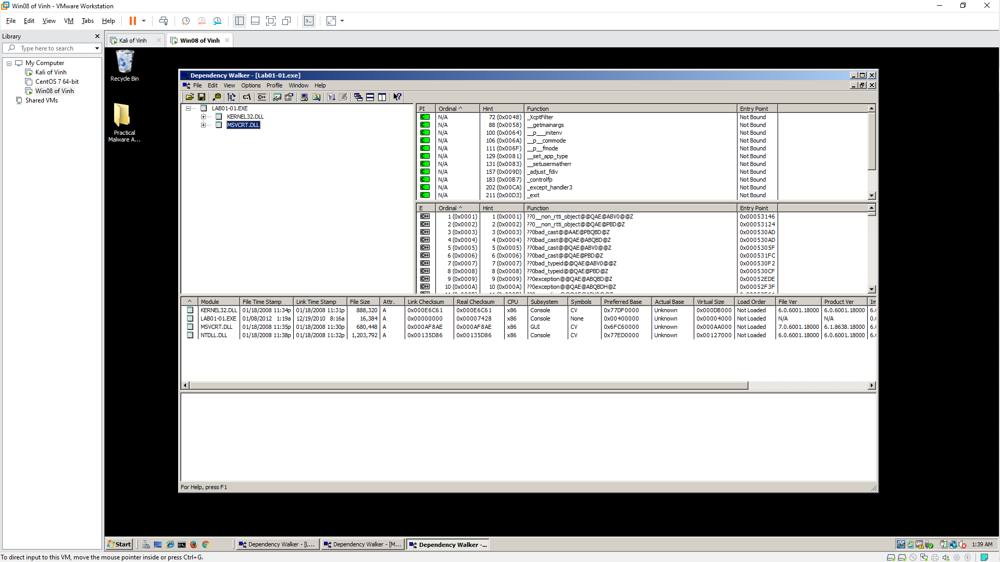 Win08 of Vinh - VMware Workstation
File Edit View VM Tabs Help
Library
Type here to search
My Computer
Kali of Vinh
CentOS 7 64-bit
Win08 of Vinh
Shared VMs
Kali of Vinh
Win08 of Vinh
Recycle Bin
Practical
Malware A...
Dependency Walker - [Lab01-01.exe]
File Edit View Options Profile Window Help
c:\ C++
LAB01-01.EXE
KERNEL32.DLL
MSVCRT.DLL
PI Ordinal ^ Hint Function Entry Point
C N/A 72 (0x0048) _XcptFilter Not Bound
C N/A 88 (0x0058) __getmainargs Not Bound
C N/A 100 (0x0064) __p___initenv Not Bound
C N/A 106 (0x006A) __p__commode Not Bound
C N/A 111 (0x006F) __p__fmode Not Bound
C N/A 129 (0x0081) __set_app_type Not Bound
C N/A 131 (0x0083) __setusermatherr Not Bound
C N/A 157 (0x009D) _adjust_fdiv Not Bound
C N/A 183 (0x00B7) _controlfp Not Bound
C N/A 202 (0x00CA) _except_handler3 Not Bound
C N/A 211 (0x00D3) _exit Not Bound
E Ordinal ^ Hint Function Entry Point
C++ 1 (0x0001) 1 (0x0001) ??0__non_rtti_object@@QAE@ABV0@@Z 0x00053146
C++ 2 (0x0002) 2 (0x0002) ??0__non_rtti_object@@QAE@PBD@Z 0x00053124
C++ 3 (0x0003) 3 (0x0003) ??0bad_cast@@AAE@PBQBD@Z 0x000530AD
C++ 4 (0x0004) 4 (0x0004) ??0bad_cast@@QAE@ABQBD@Z 0x000530AD
C++ 5 (0x0005) 5 (0x0005) ??0bad_cast@@QAE@ABV0@@Z 0x0005305F
C++ 6 (0x0006) 6 (0x0006) ??0bad_cast@@QAE@PBD@Z 0x000531FC
C++ 7 (0x0007) 7 (0x0007) ??0bad_typeid@@QAE@ABV0@@Z 0x000530F2
C++ 8 (0x0008) 8 (0x0008) ??0bad_typeid@@QAE@PBD@Z 0x000530CF
C++ 9 (0x0009) 9 (0x0009) ??0exception@@QAE@ABQBD@Z 0x00052EDE
C++ 10 (0x000A) 10 (0x000A) ??0exception@@QAE@ABQBDH@Z 0x00052F3F
^ Module File Time Stamp Link Time Stamp File Size Attr. Link Checksum Real Checksum CPU Subsystem Symbols Preferred Base Actual Base Virtual Size Load Order File Ver Product Ver Im
KERNEL32.DLL 01/18/2008 11:34p 01/18/2008 11:31p 888,320 A 0x000E6C61 0x000E6C61 x86 Console CV 0x77DF0000 Unknown 0x000DB000 Not Loaded 6.0.6001.18000 6.0.6001.18000 6.
LAB01-01.EXE 01/08/2012 1:19a 12/19/2010 8:16a 16,384 A 0x00000000 0x00007428 x86 Console None 0x00400000 Unknown 0x00004000 Not Loaded N/A N/A 0.
MSVCRT.DLL 01/18/2008 11:35p 01/18/2008 11:30p 680,448 A 0x000AF8AE 0x000AF8AE x86 GUI CV 0x6FC60000 Unknown 0x000AA000 Not Loaded 7.0.6001.18000 6.1.8638.18000 6.
NTDLL.DLL 01/18/2008 11:38p 01/18/2008 11:32p 1,203,792 A 0x00135D86 0x00135D86 x86 Console CV 0x77ED0000 Unknown 0x00127000 Not Loaded 6.0.6001.18000 6.0.6001.18000 6.
For Help, press F1
Start
Dependency Walker - [L...
Dependency Walker - [M...
Dependency Walker -...
1:39 AM
To direct input to this VM, move the mouse pointer inside or press Ctrl+G.